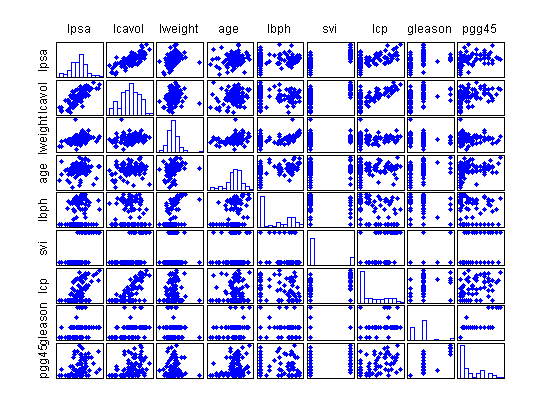 lpsa lcavol lweight age lbph svi lcp gleason pgg45
lpsa
lcavol
lweight
age
lbph
svi
lcp
gleason
pgg45